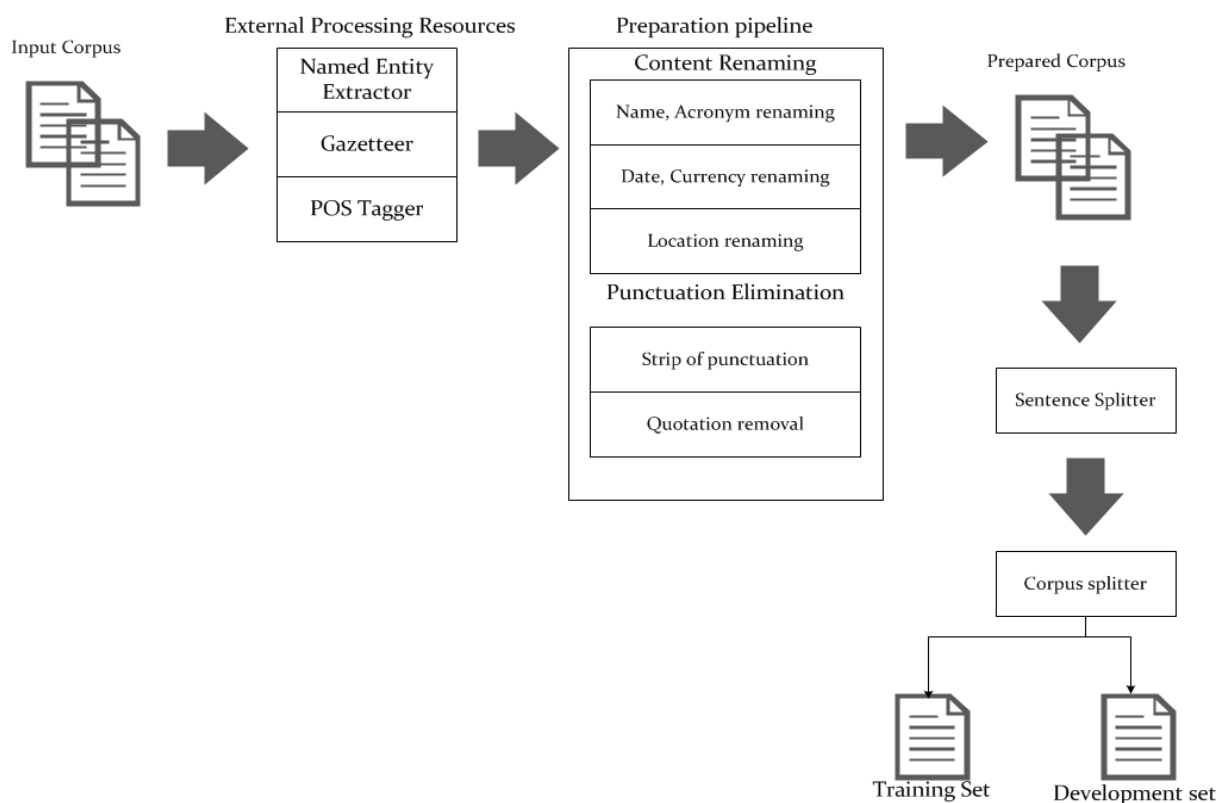 Input Corpus
External Processing Resources
Named Entity
Extractor
Gazetteer
POS Tagger
Preparation pipeline
Content Renaming
Name, Acronym renaming
Date, Currency renaming
Location renaming
Punctuation Elimination
Strip of punctuation
Quotation removal
Prepared Corpus
Sentence Splitter
Corpus splitter
Training Set
Development set